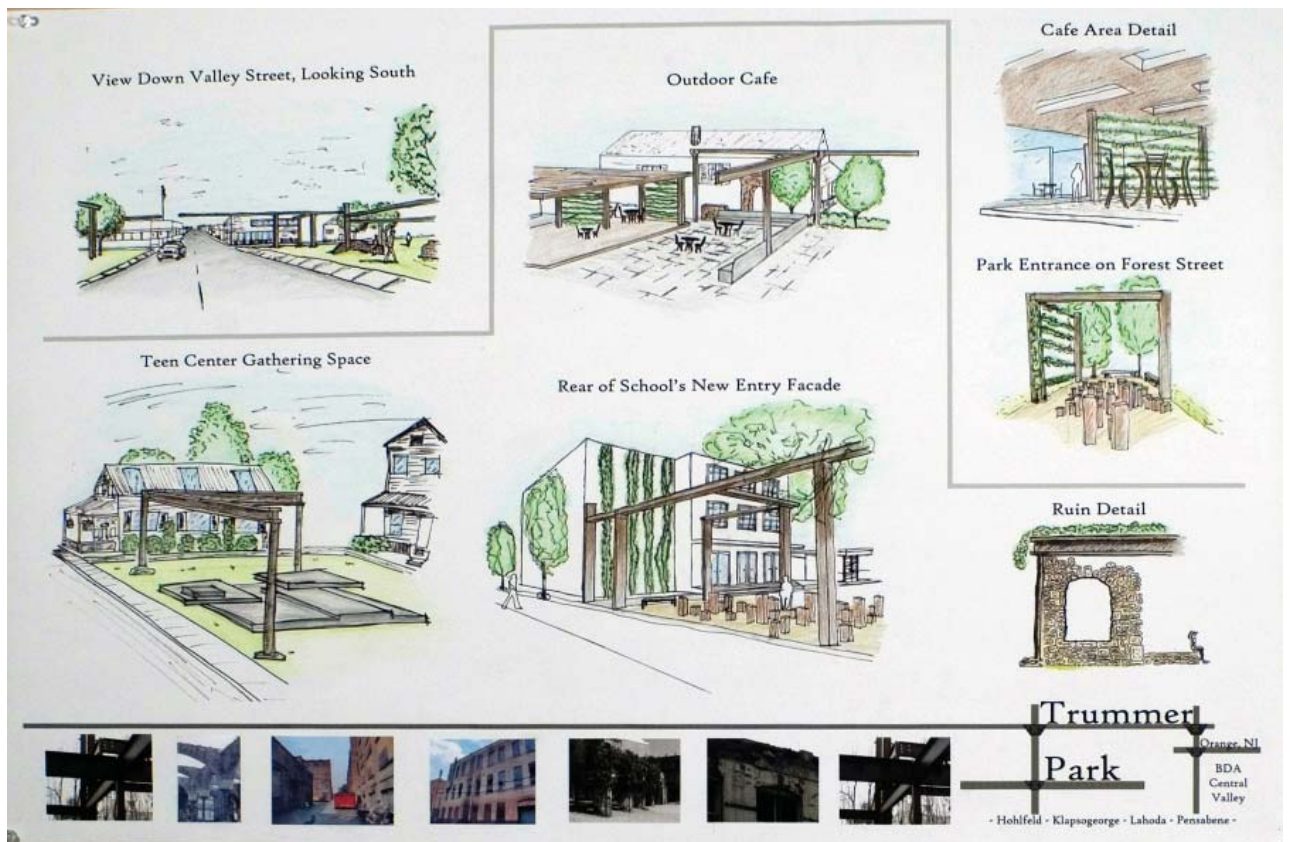 View Down Valley Street, Looking South
Outdoor Cafe
Cafe Area Detail
Park Entrance on Forest Street
Teen Center Gathering Space
Rear of School's New Entry Facade
Ruin Detail
Trummer
Park
Orange, NJ
BDA
Central
Valley
- Hohlfeld - Klapsogeorge - Lahoda - Pensabene -